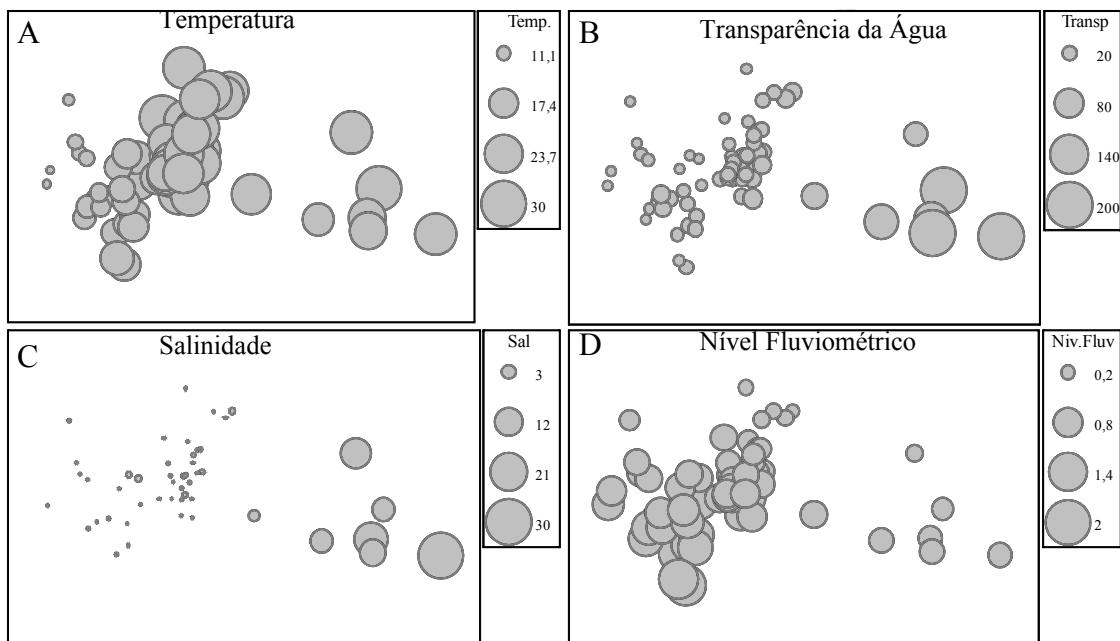 A
Temperatura
Temp.
11,1
17,4
23,7
30
B
Transparência da Água
Transp
20
80
140
200
C
Salinidade
Sal
3
12
21
30
D
Nível Fluviométrico
Niv.Fluv
0,2
0,8
1,4
2